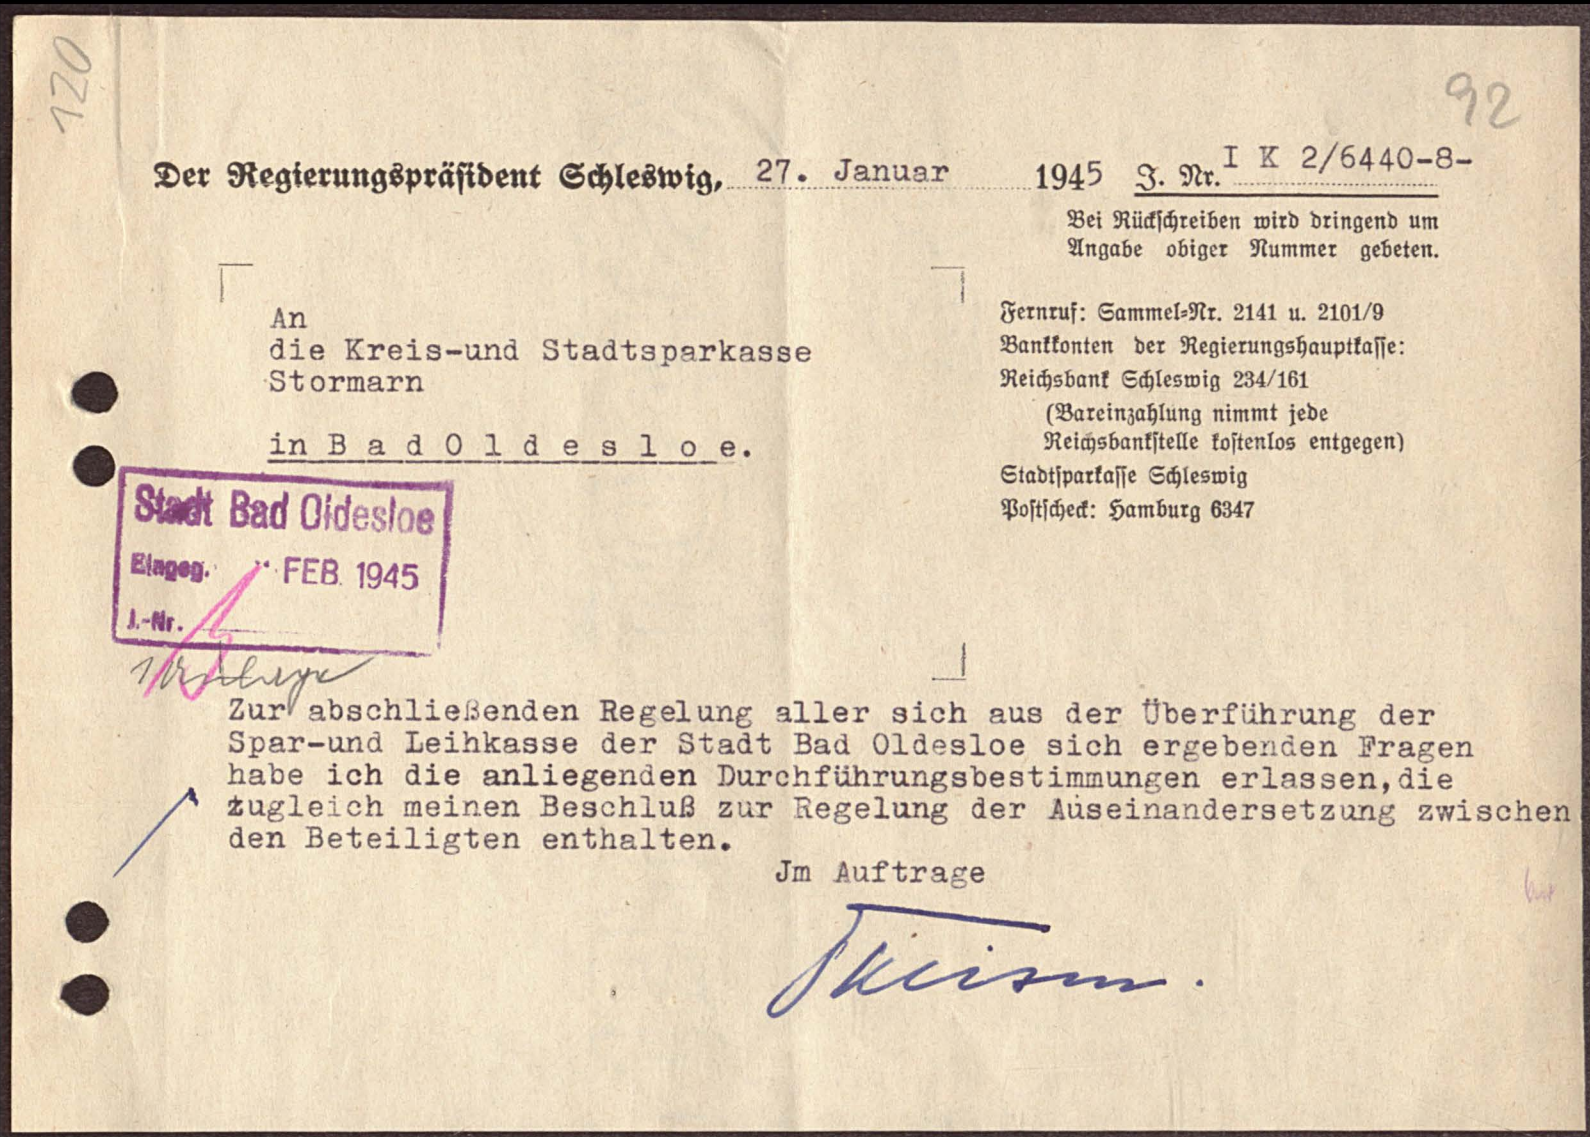 120
92
Der Regierungspräsident Schleswig, 27. Januar 1945 J. Nr. I K 2/6440-8-
Bei Rückschreiben wird dringend um
Angabe obiger Nummer gebeten.
An
die Kreis-und Stadtsparkasse
Stormarn
in B a d O l d e s l o e.
Fernruf: Sammel-Nr. 2141 u. 2101/9
Bankkonten der Regierungshauptkasse:
Reichsbank Schleswig 234/161
(Bareinzahlung nimmt jede
Reichsbankstelle kostenlos entgegen)
Stadtsparkasse Schleswig
Postscheck: Hamburg 6347
Stadt Bad Oldesloe
Eingeg. FEB. 1945
J.-Nr.
1 Anlage
Zur abschließenden Regelung aller sich aus der Überführung der
Spar-und Leihkasse der Stadt Bad Oldesloe sich ergebenden Fragen
habe ich die anliegenden Durchführungsbestimmungen erlassen,die
zugleich meinen Beschluß zur Regelung der Auseinandersetzung zwischen
den Beteiligten enthalten.
Jm Auftrage